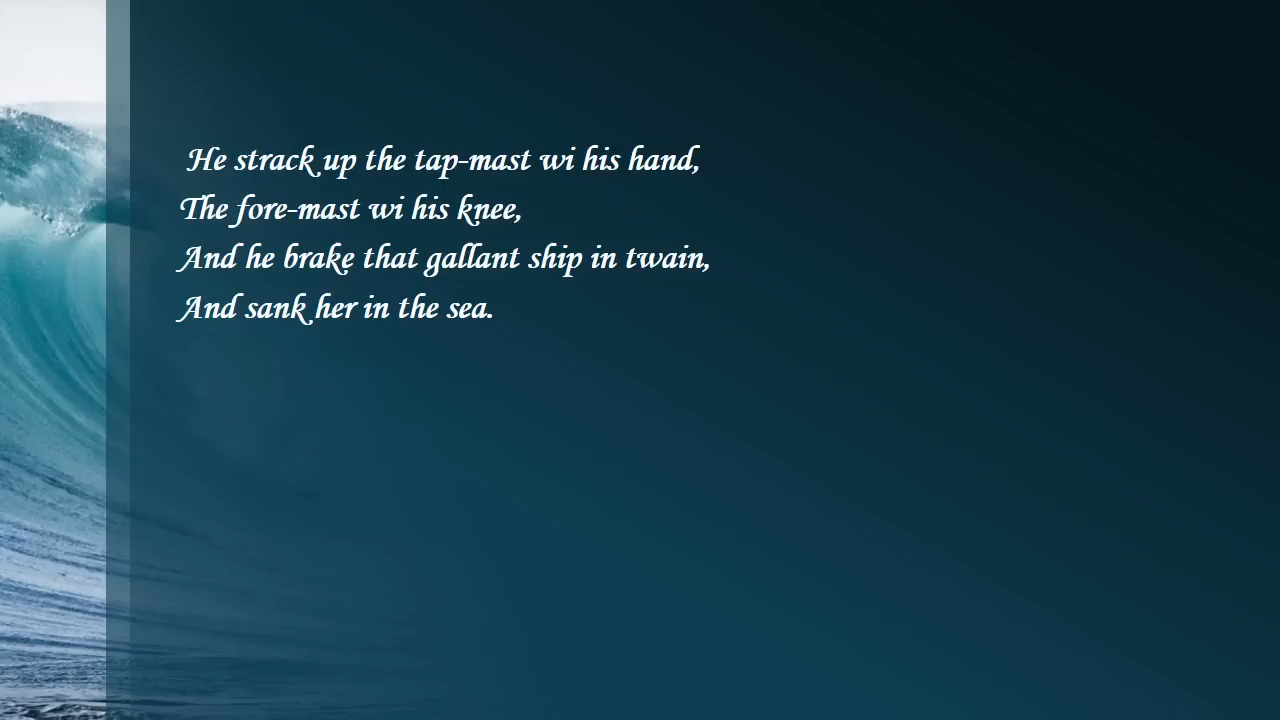 He strack up the tap-mast wi his hand,
The fore-mast wi his knee,
And he brake that gallant ship in twain,
And sank her in the sea.